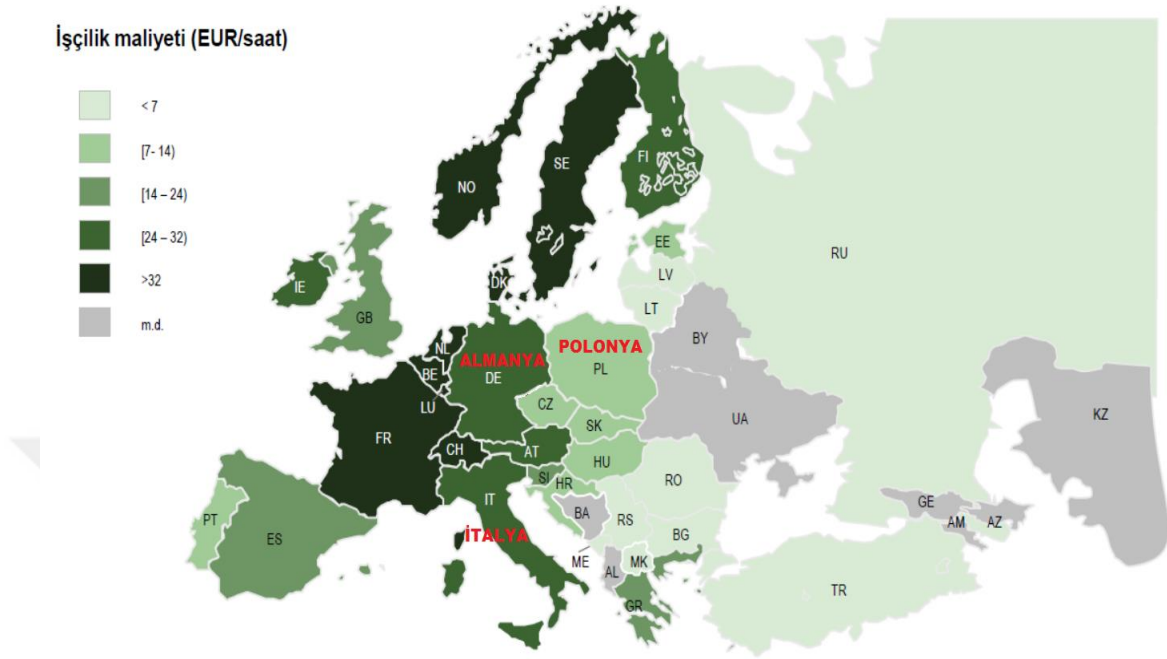 İşçilik maliyeti (EUR/saat)
< 7
[7- 14)
[14 – 24)
[24 – 32)
>32
m.d.
NO
SE
FI
RU
EE
LV
LT
IE
GB
DK
NL
BE
LU
ALMANYA
DE
POLONYA
PL
BY
UA
KZ
CZ
SK
FR
CH
AT
HU
SI
HR
RO
IT
İTALYA
BA
RS
BG
ME
MK
AL
GR
PT
ES
GE
AM
AZ
TR